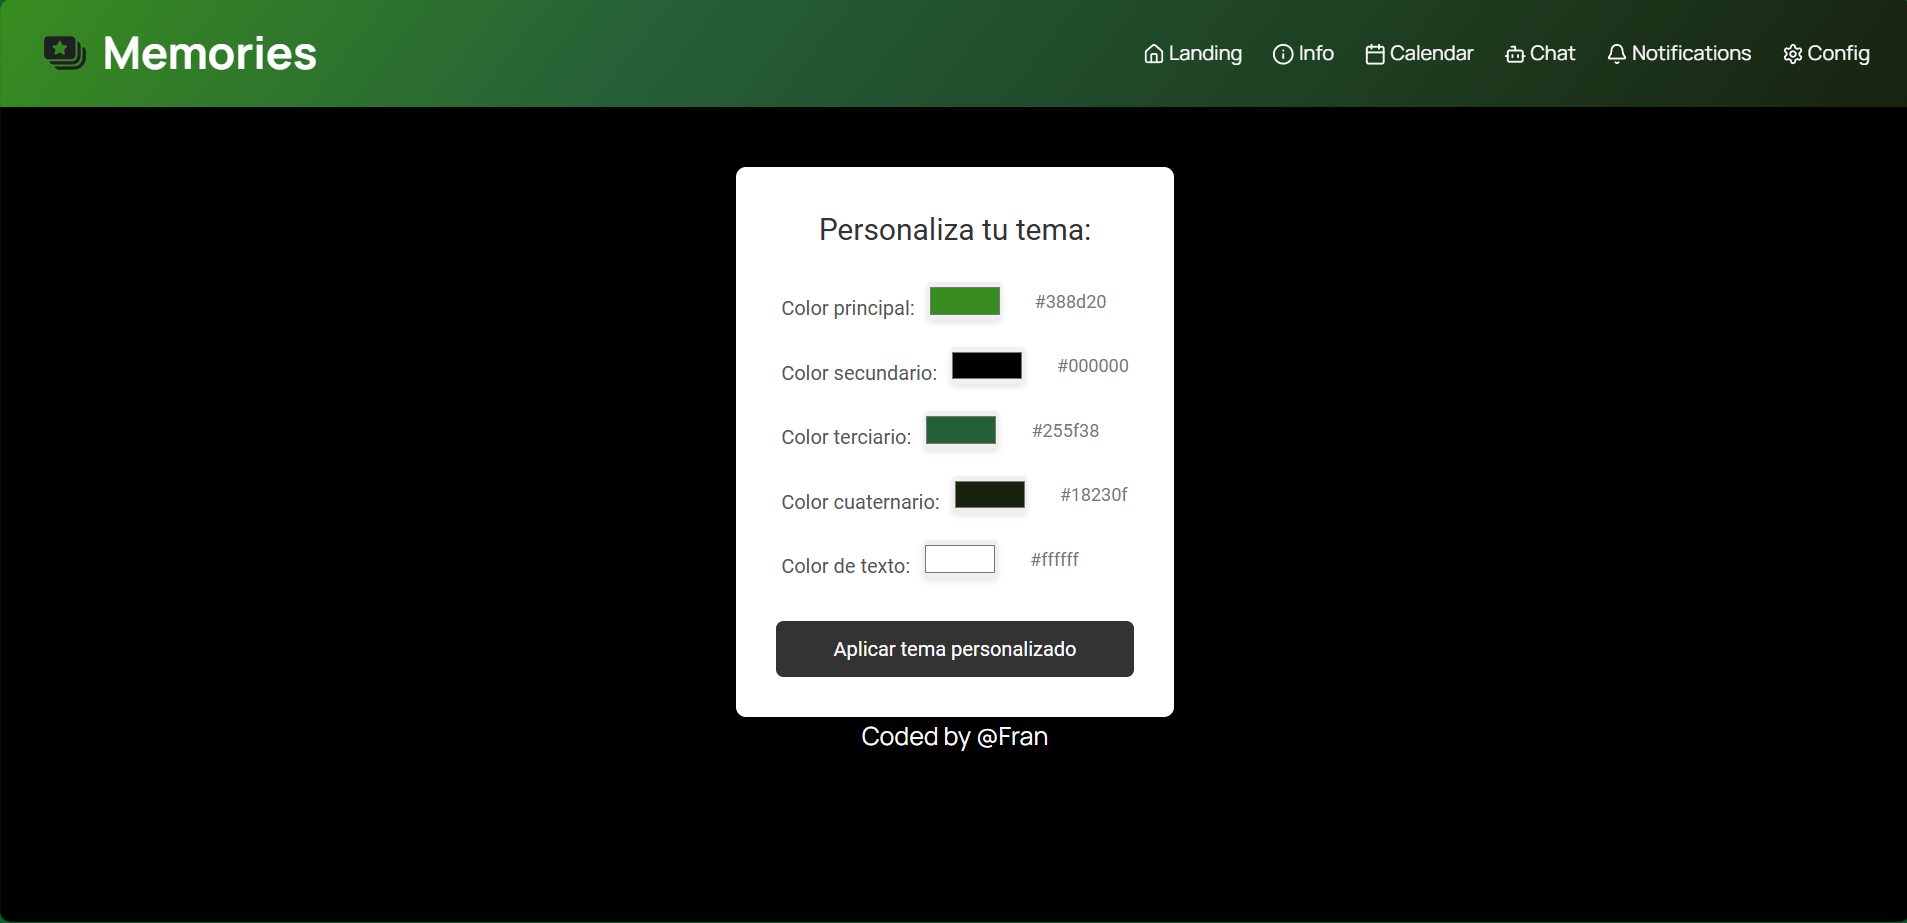 Memories
Landing Info Calendar Chat Notifications Config
Personaliza tu tema:
Color principal: #388d20
Color secundario: #000000
Color terciario: #255f38
Color cuaternario: #18230f
Color de texto: #ffffff
Aplicar tema personalizado
Coded by @Fran